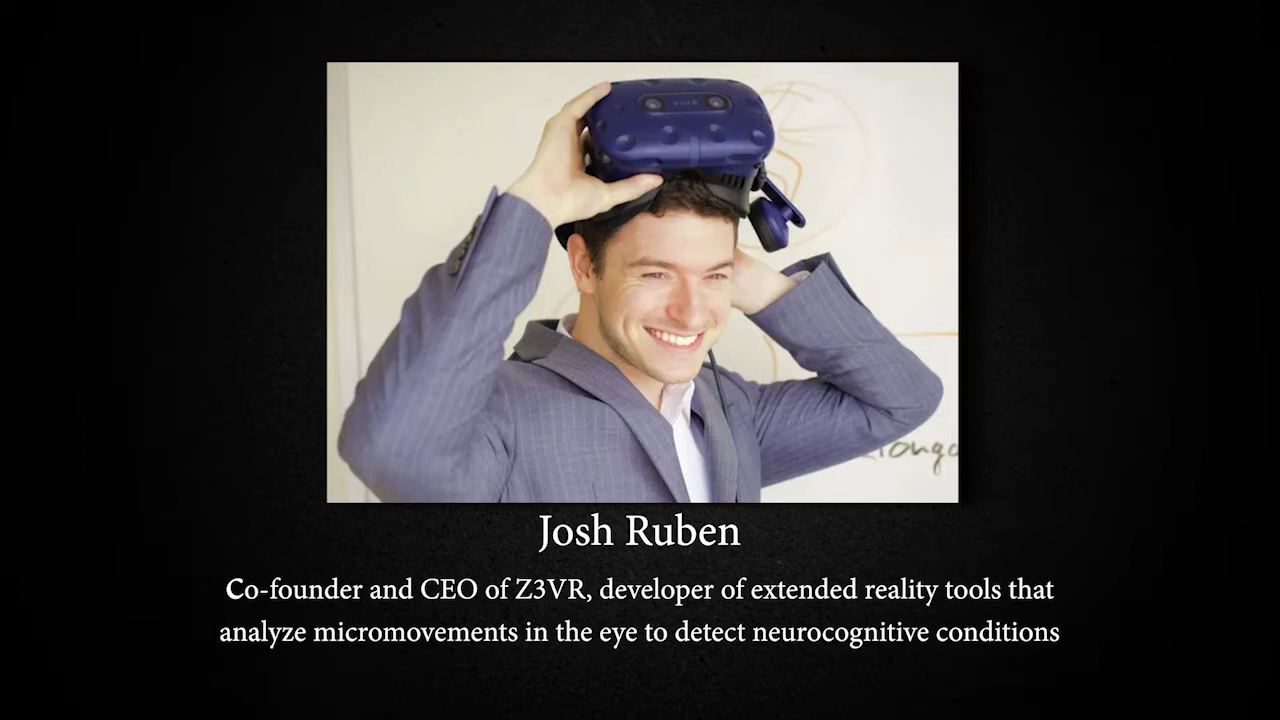 VIVE
Josh Ruben
Co-founder and CEO of Z3VR, developer of extended reality tools that
analyze micromovements in the eye to detect neurocognitive conditions